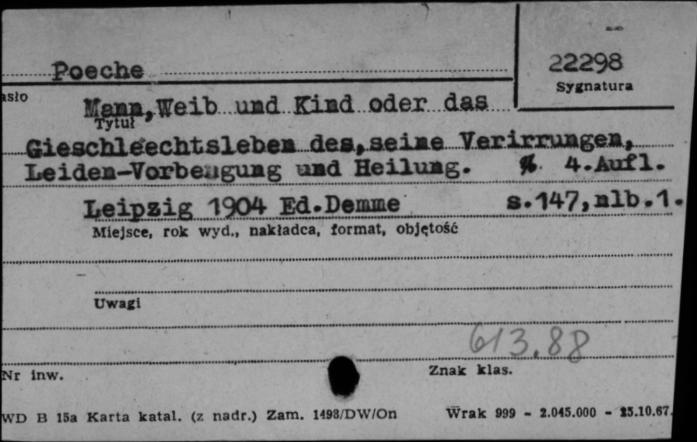 Poeche
22298
Sygnatura
asło
Mann,Weib und Kind oder das
Tytuł
Gieschleechtsleben des,seine Verirrungen,
Leiden-Vorbeugung und Heilung. 4.Aufl.
Leipzig 1904 Ed.Demme s.147,nlb.1.
Miejsce, rok wyd., nakładca, format, objętość
Uwagi
613.88
Nr inw. Znak klas.
WD B 15a Karta katal. (z nadr.) Zam. 1498/DW/On Wrak 999 - 2.045.000 - 25.10.67.